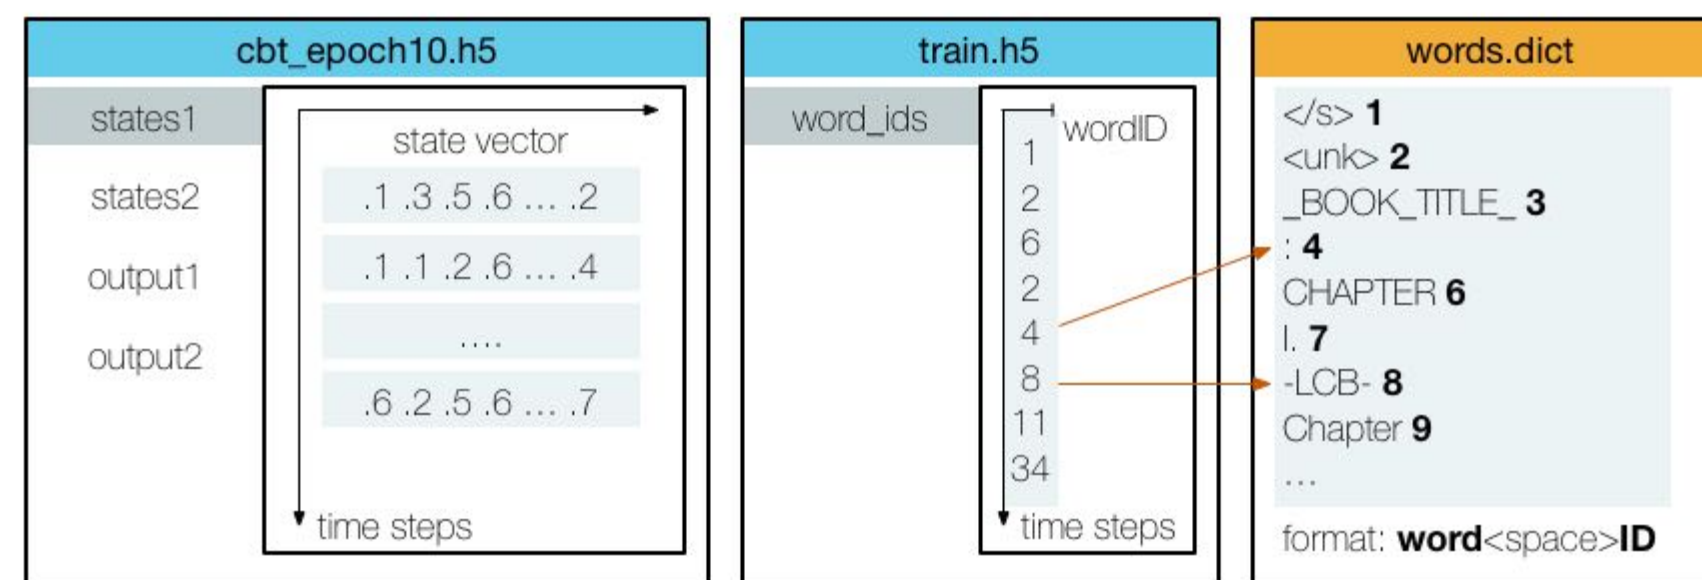 cbt_epoch10.h5
states1
states2
output1
output2
state vector
.1 .3 .5 .6 ... .2
.1 .1 .2 .6 ... .4
....
.6 .2 .5 .6 ... .7
time steps
train.h5
word_ids
wordID
1
2
6
2
4
8
11
34
time steps
words.dict
</s> 1
<unk> 2
_BOOK_TITLE_ 3
: 4
CHAPTER 6
I. 7
-LCB- 8
Chapter 9
...
format: word<space>ID